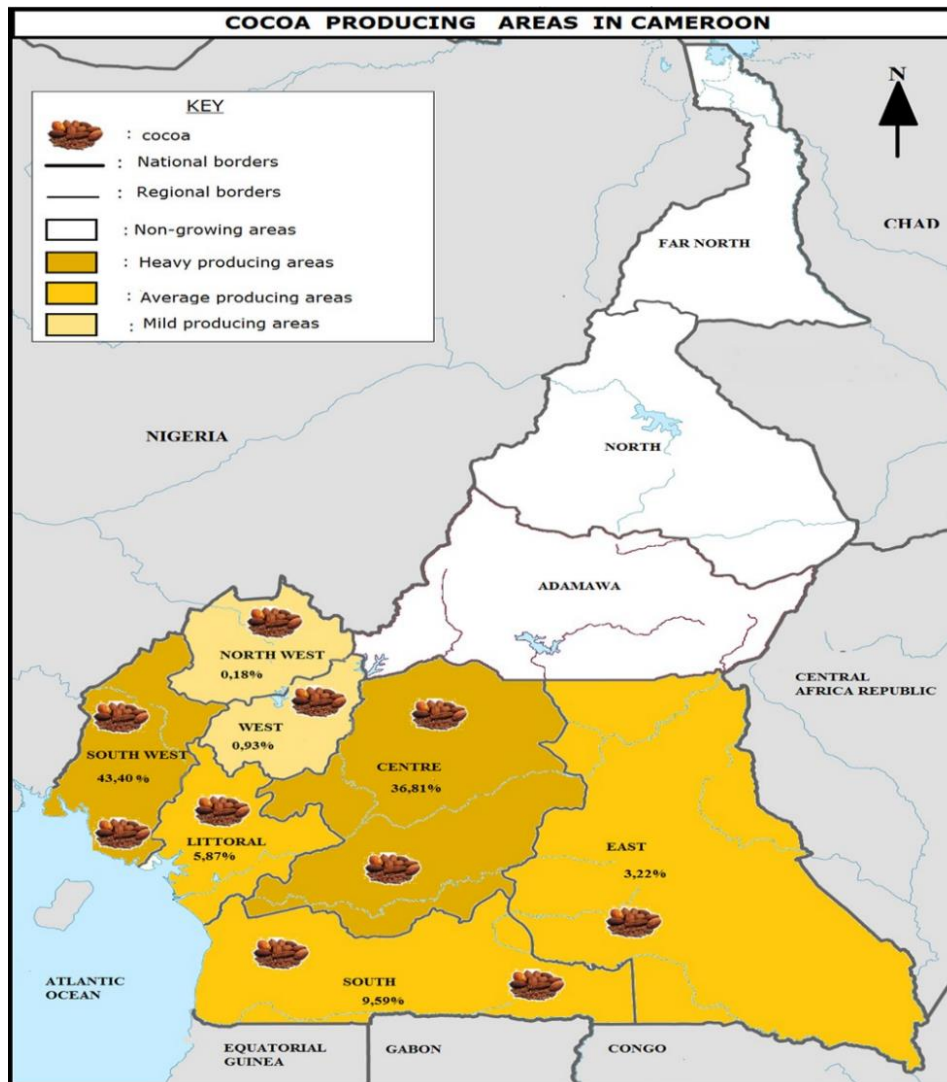 COCOA PRODUCING AREAS IN CAMEROON
KEY
: cocoa
: National borders
: Regional borders
: Non-growing areas
: Heavy producing areas
: Average producing areas
: Mild producing areas
N
CHAD
FAR NORTH
NIGERIA
NORTH
ADAMAWA
NORTH WEST
0,18%
CENTRAL
AFRICA REPUBLIC
WEST
0,93%
SOUTH WEST
43,40 %
CENTRE
36,81%
LITTORAL
5,87%
EAST
3,22%
ATLANTIC
OCEAN
SOUTH
9,59%
EQUATORIAL
GUINEA
GABON
CONGO